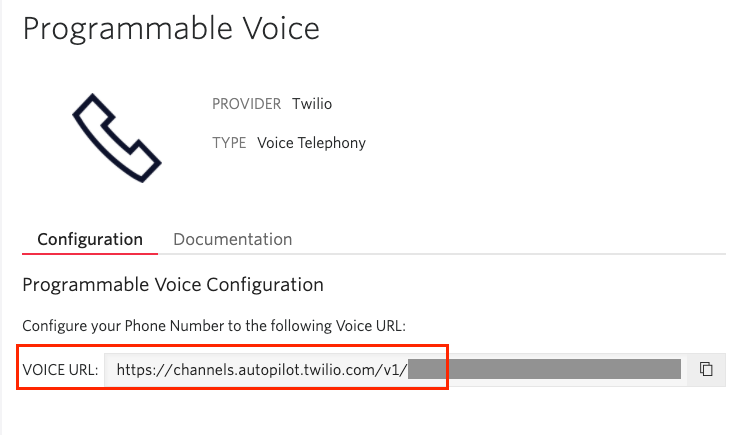 Programmable Voice
PROVIDER Twilio
TYPE Voice Telephony
Configuration Documentation
Programmable Voice Configuration
Configure your Phone Number to the following Voice URL:
VOICE URL: https://channels.autopilot.twilio.com/v1/